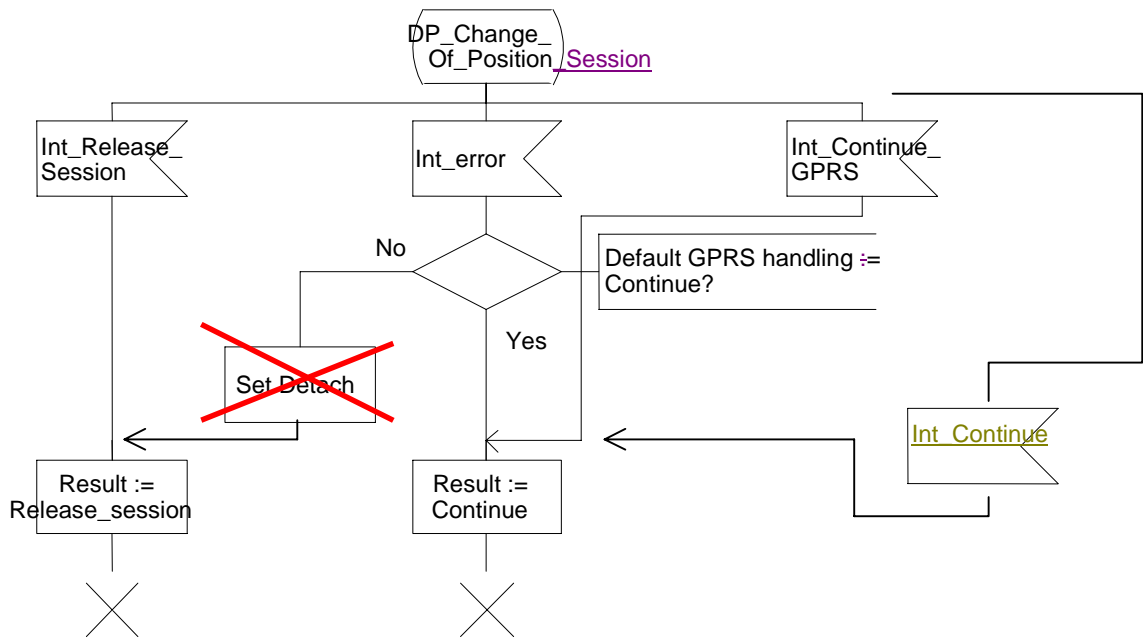 DP_Change_
Of_Position_Session
Int_Release_
Session
Int_error
Int_Continue_
GPRS
No
Default GPRS handling :=
Continue?
Yes
Set Detach
Int_Continue
Result :=
Release_session
Result :=
Continue